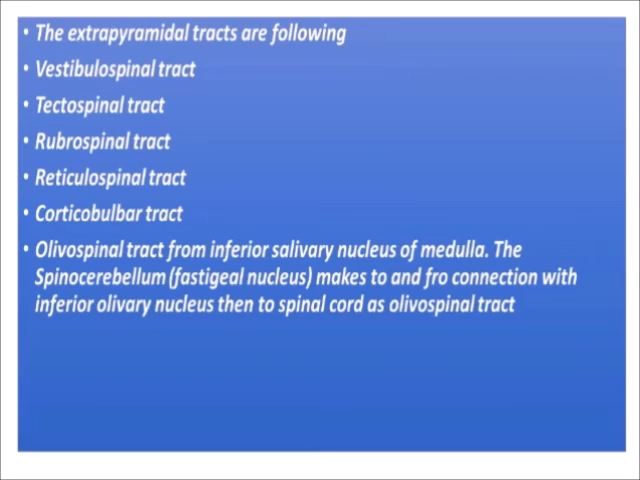 • The extrapyramidal tracts are following
• Vestibulospinal tract
• Tectospinal tract
• Rubrospinal tract
• Reticulospinal tract
• Corticobulbar tract
• Olivospinal tract from inferior salivary nucleus of medulla. The
Spinocerebellum (fastigeal nucleus) makes to and fro connection with
inferior olivary nucleus then to spinal cord as olivospinal tract